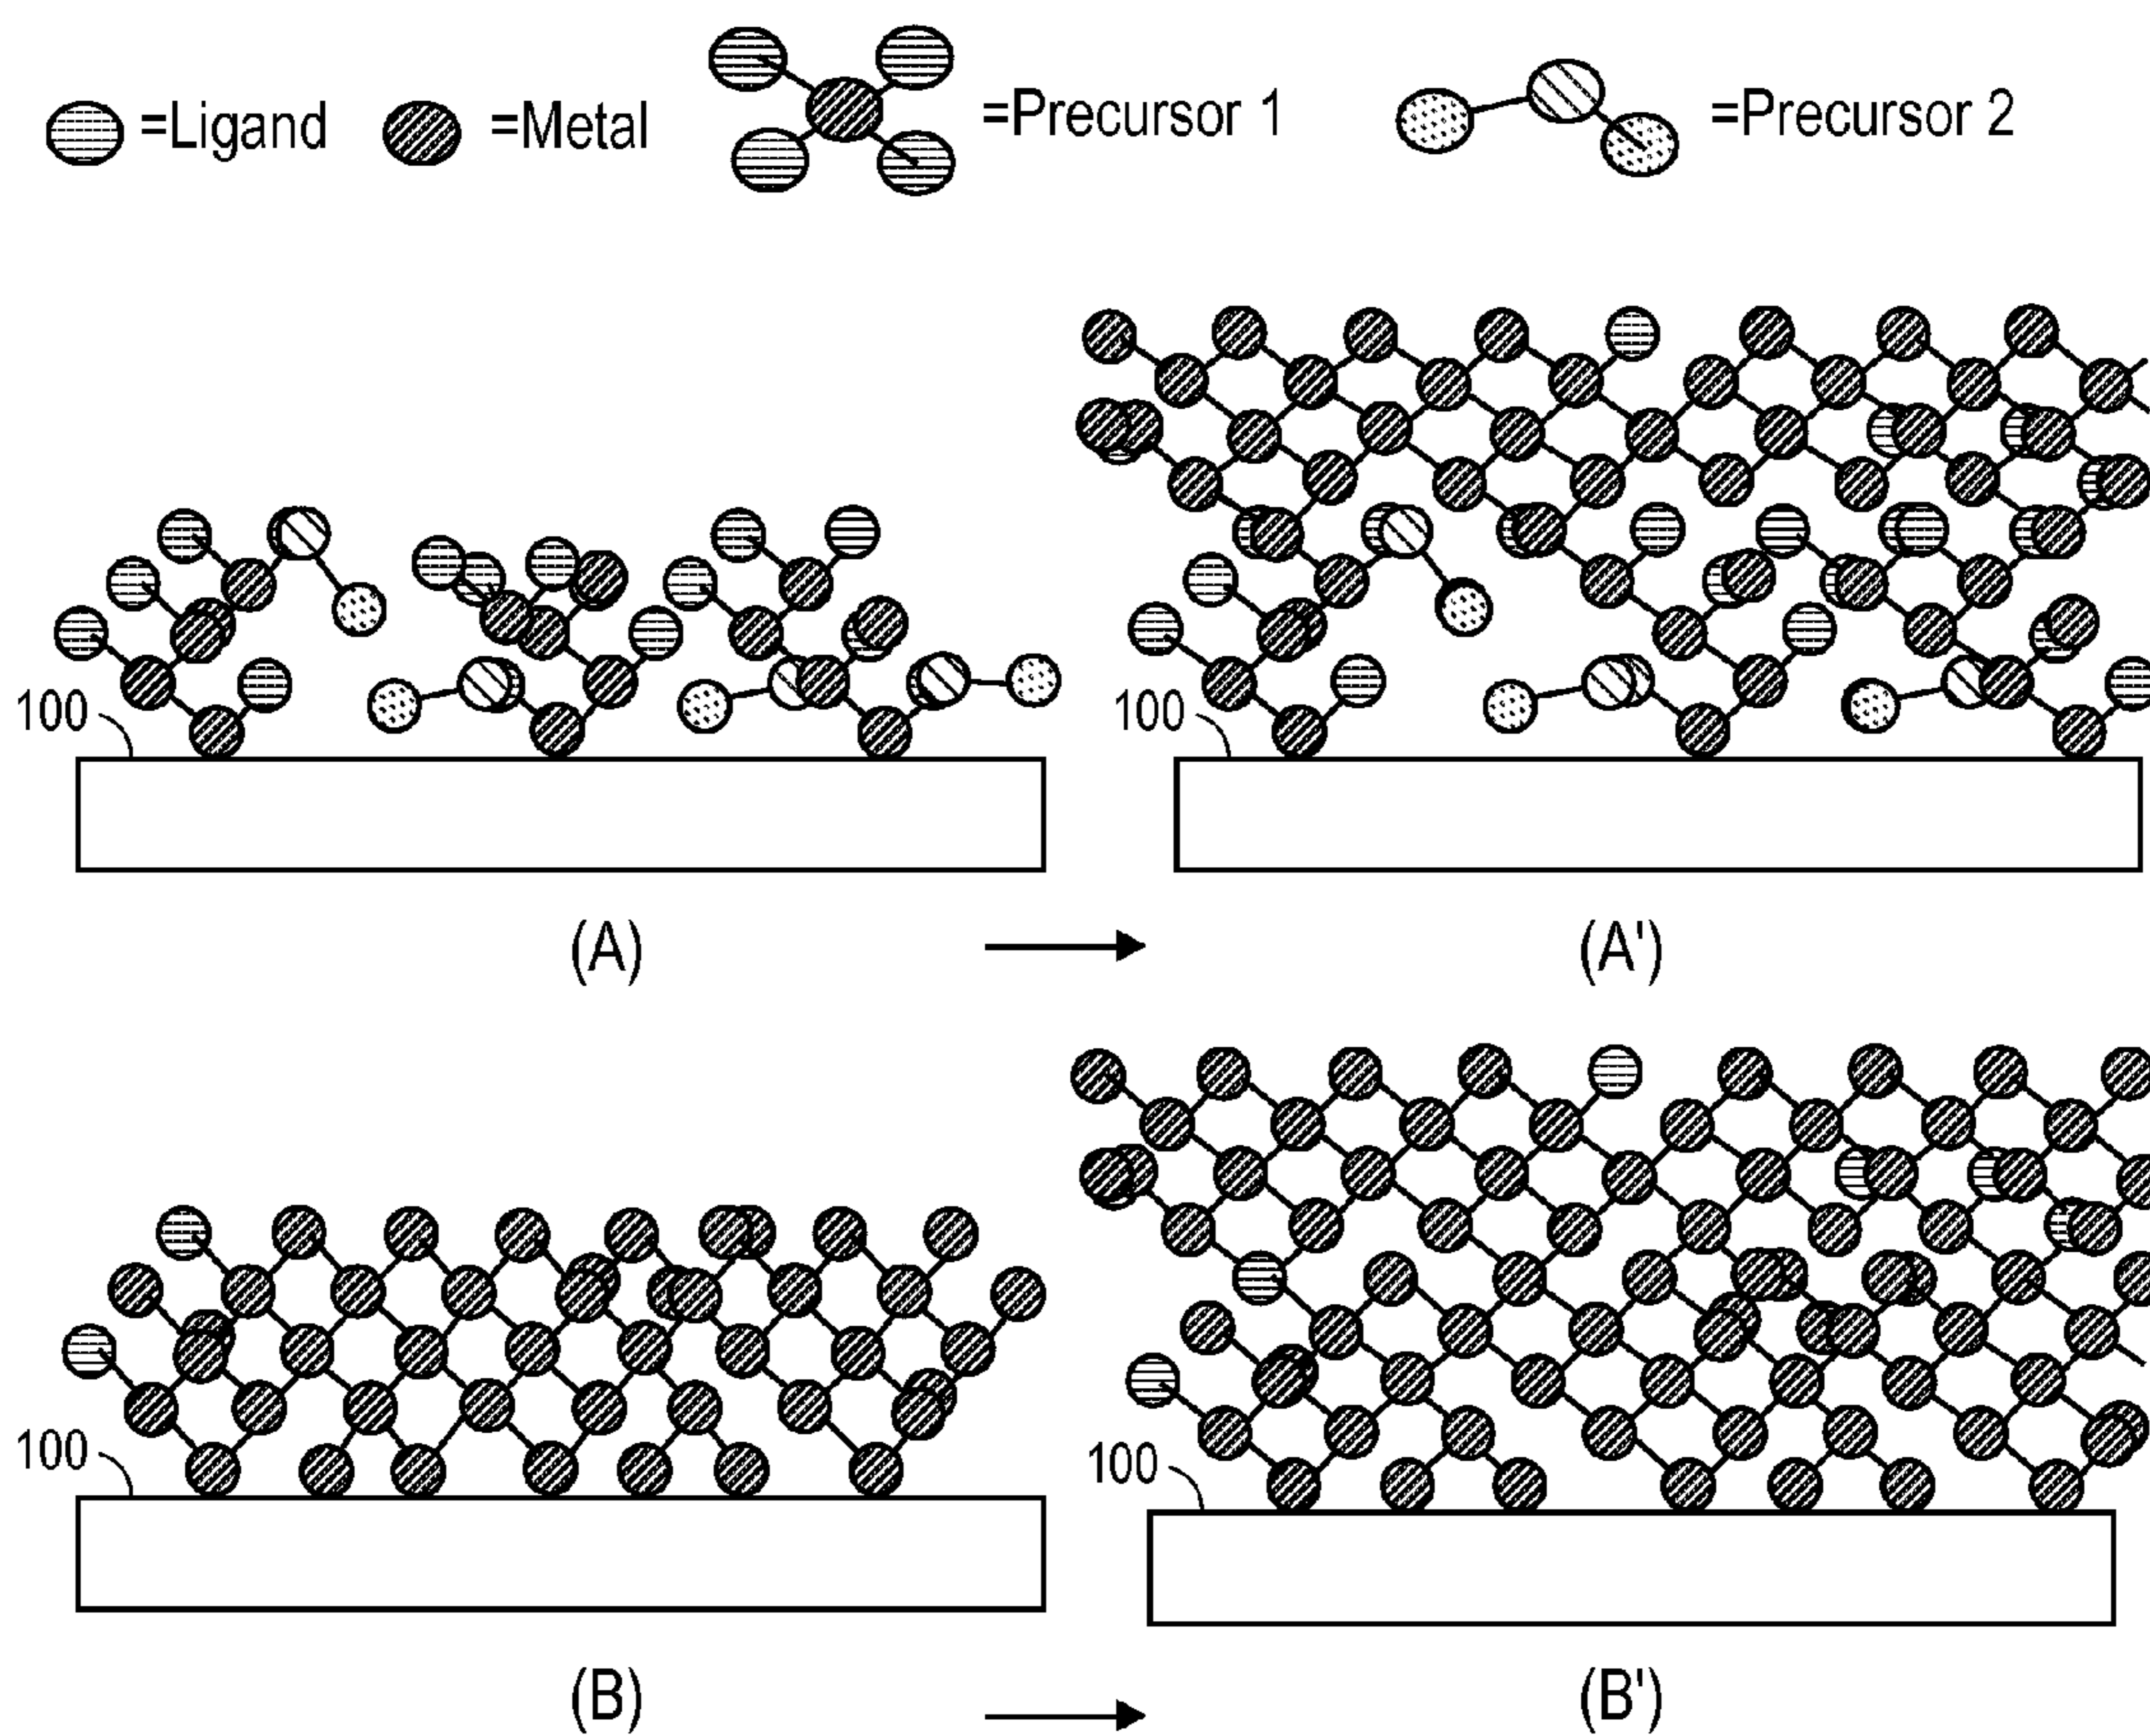 =Ligand =Metal =Precursor 1 =Precursor 2
100 100
(A) (A')
100 100
(B) (B')